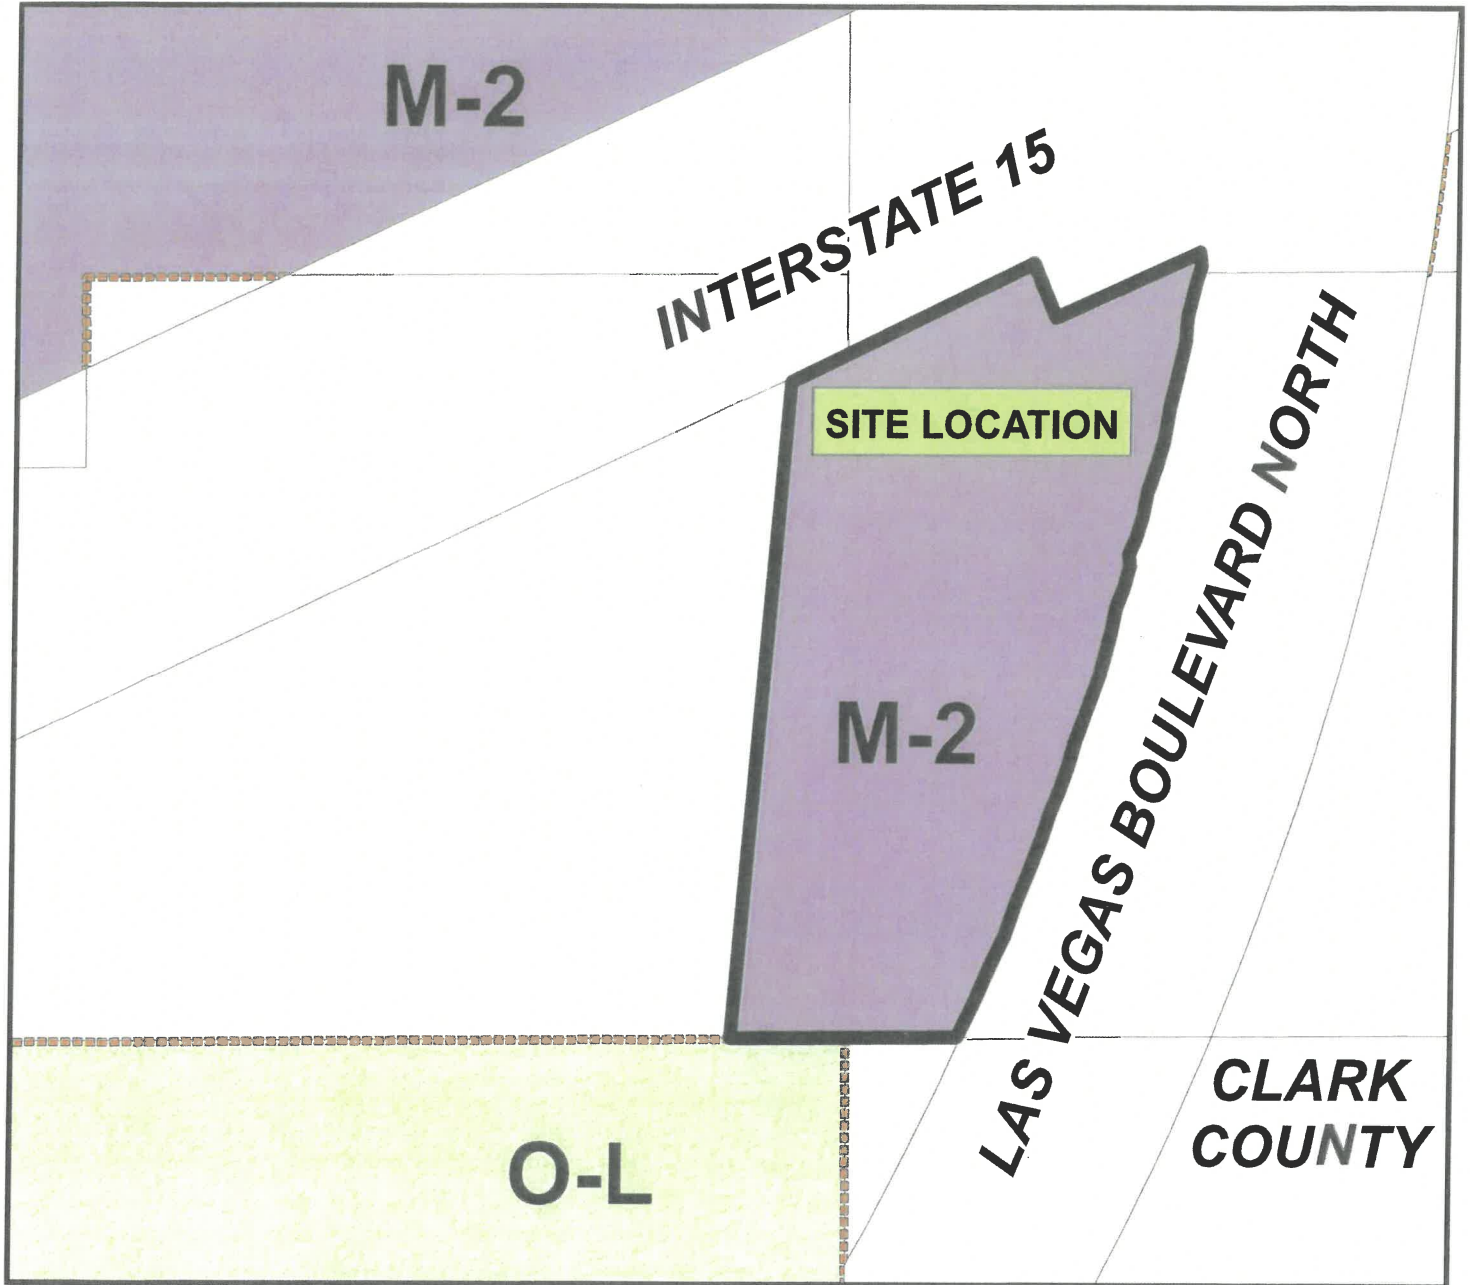 M-2
INTERSTATE 15
SITE LOCATION
LAS VEGAS BOULEVARD NORTH
M-2
CLARK
COUNTY
O-L